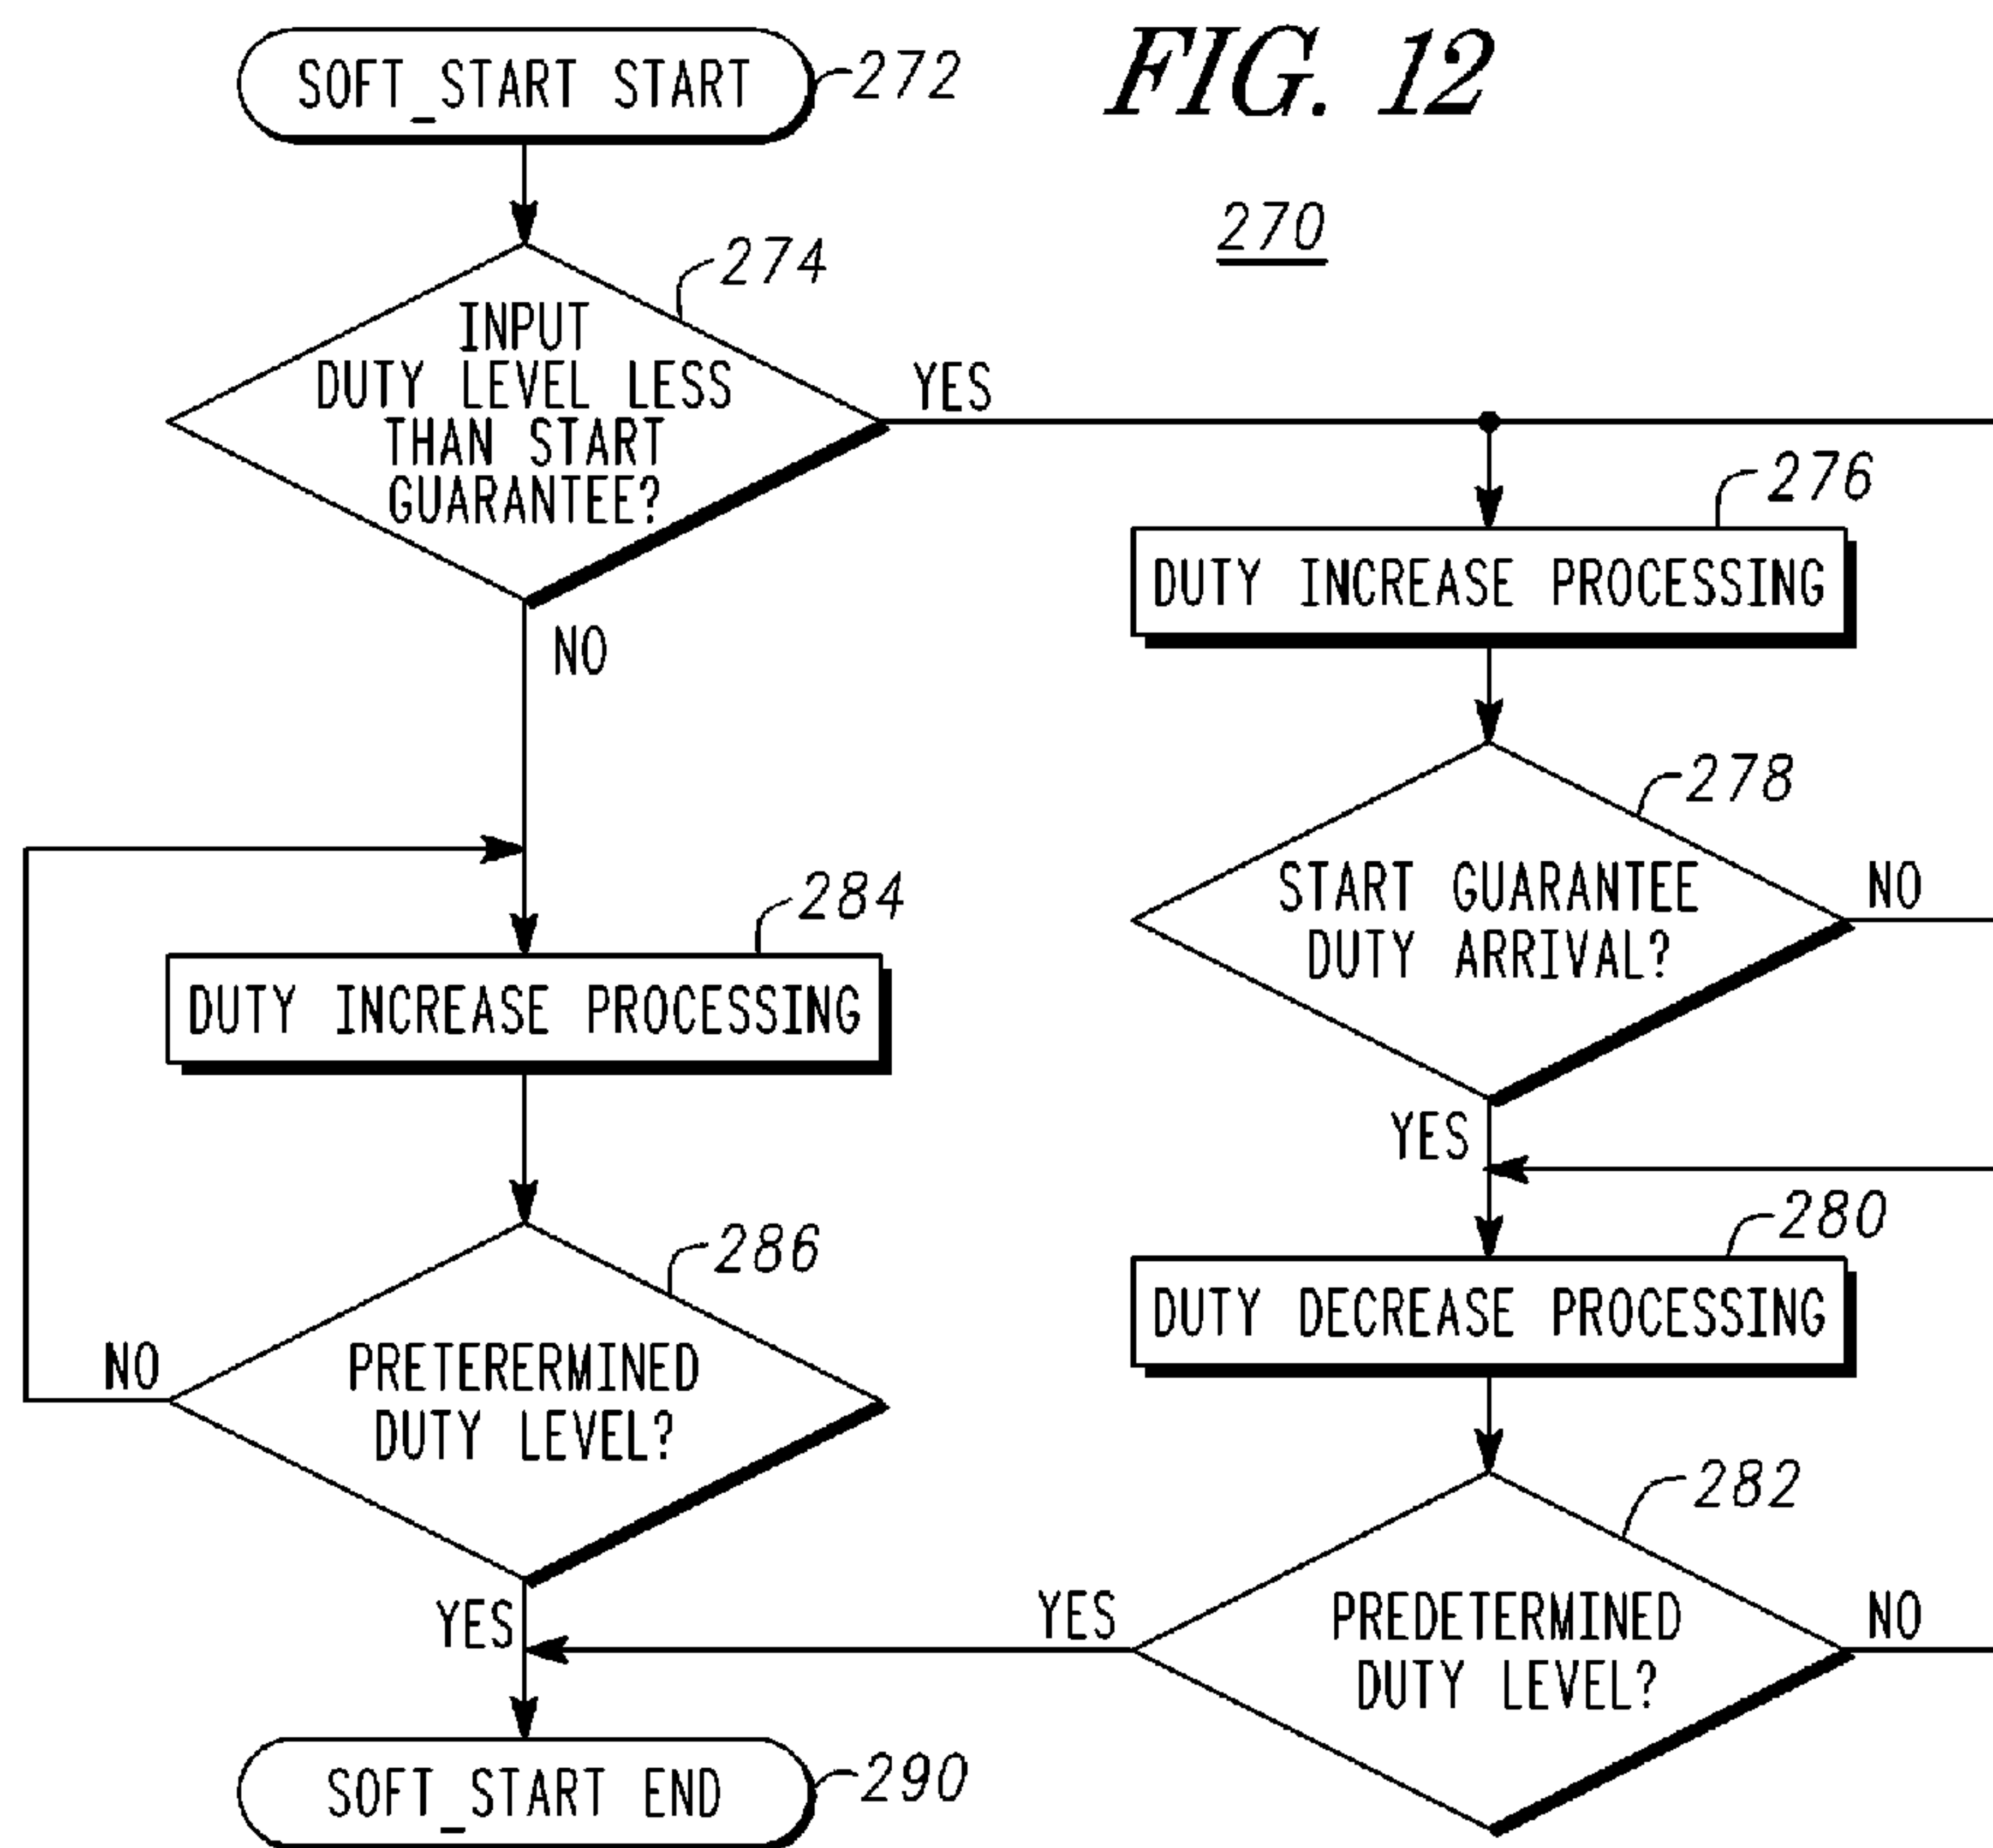 FIG. 12
270
SOFT_START START
272
274
INPUT
DUTY LEVEL LESS
THAN START
GUARANTEE?
YES
NO
276
DUTY INCREASE PROCESSING
278
START GUARANTEE
DUTY ARRIVAL?
NO
YES
284
DUTY INCREASE PROCESSING
280
DUTY DECREASE PROCESSING
286
PRETERERMINED
DUTY LEVEL?
NO
YES
282
PREDETERMINED
DUTY LEVEL?
YES
NO
SOFT_START END
290